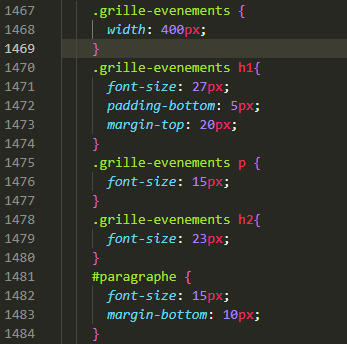 1467 .grille-evenements {
1468 width: 400px;
1469 }
1470 .grille-evenements h1{
1471 font-size: 27px;
1472 padding-bottom: 5px;
1473 margin-top: 20px;
1474 }
1475 .grille-evenements p {
1476 font-size: 15px;
1477 }
1478 .grille-evenements h2{
1479 font-size: 23px;
1480 }
1481 #paragraphe {
1482 font-size: 15px;
1483 margin-bottom: 10px;
1484 }